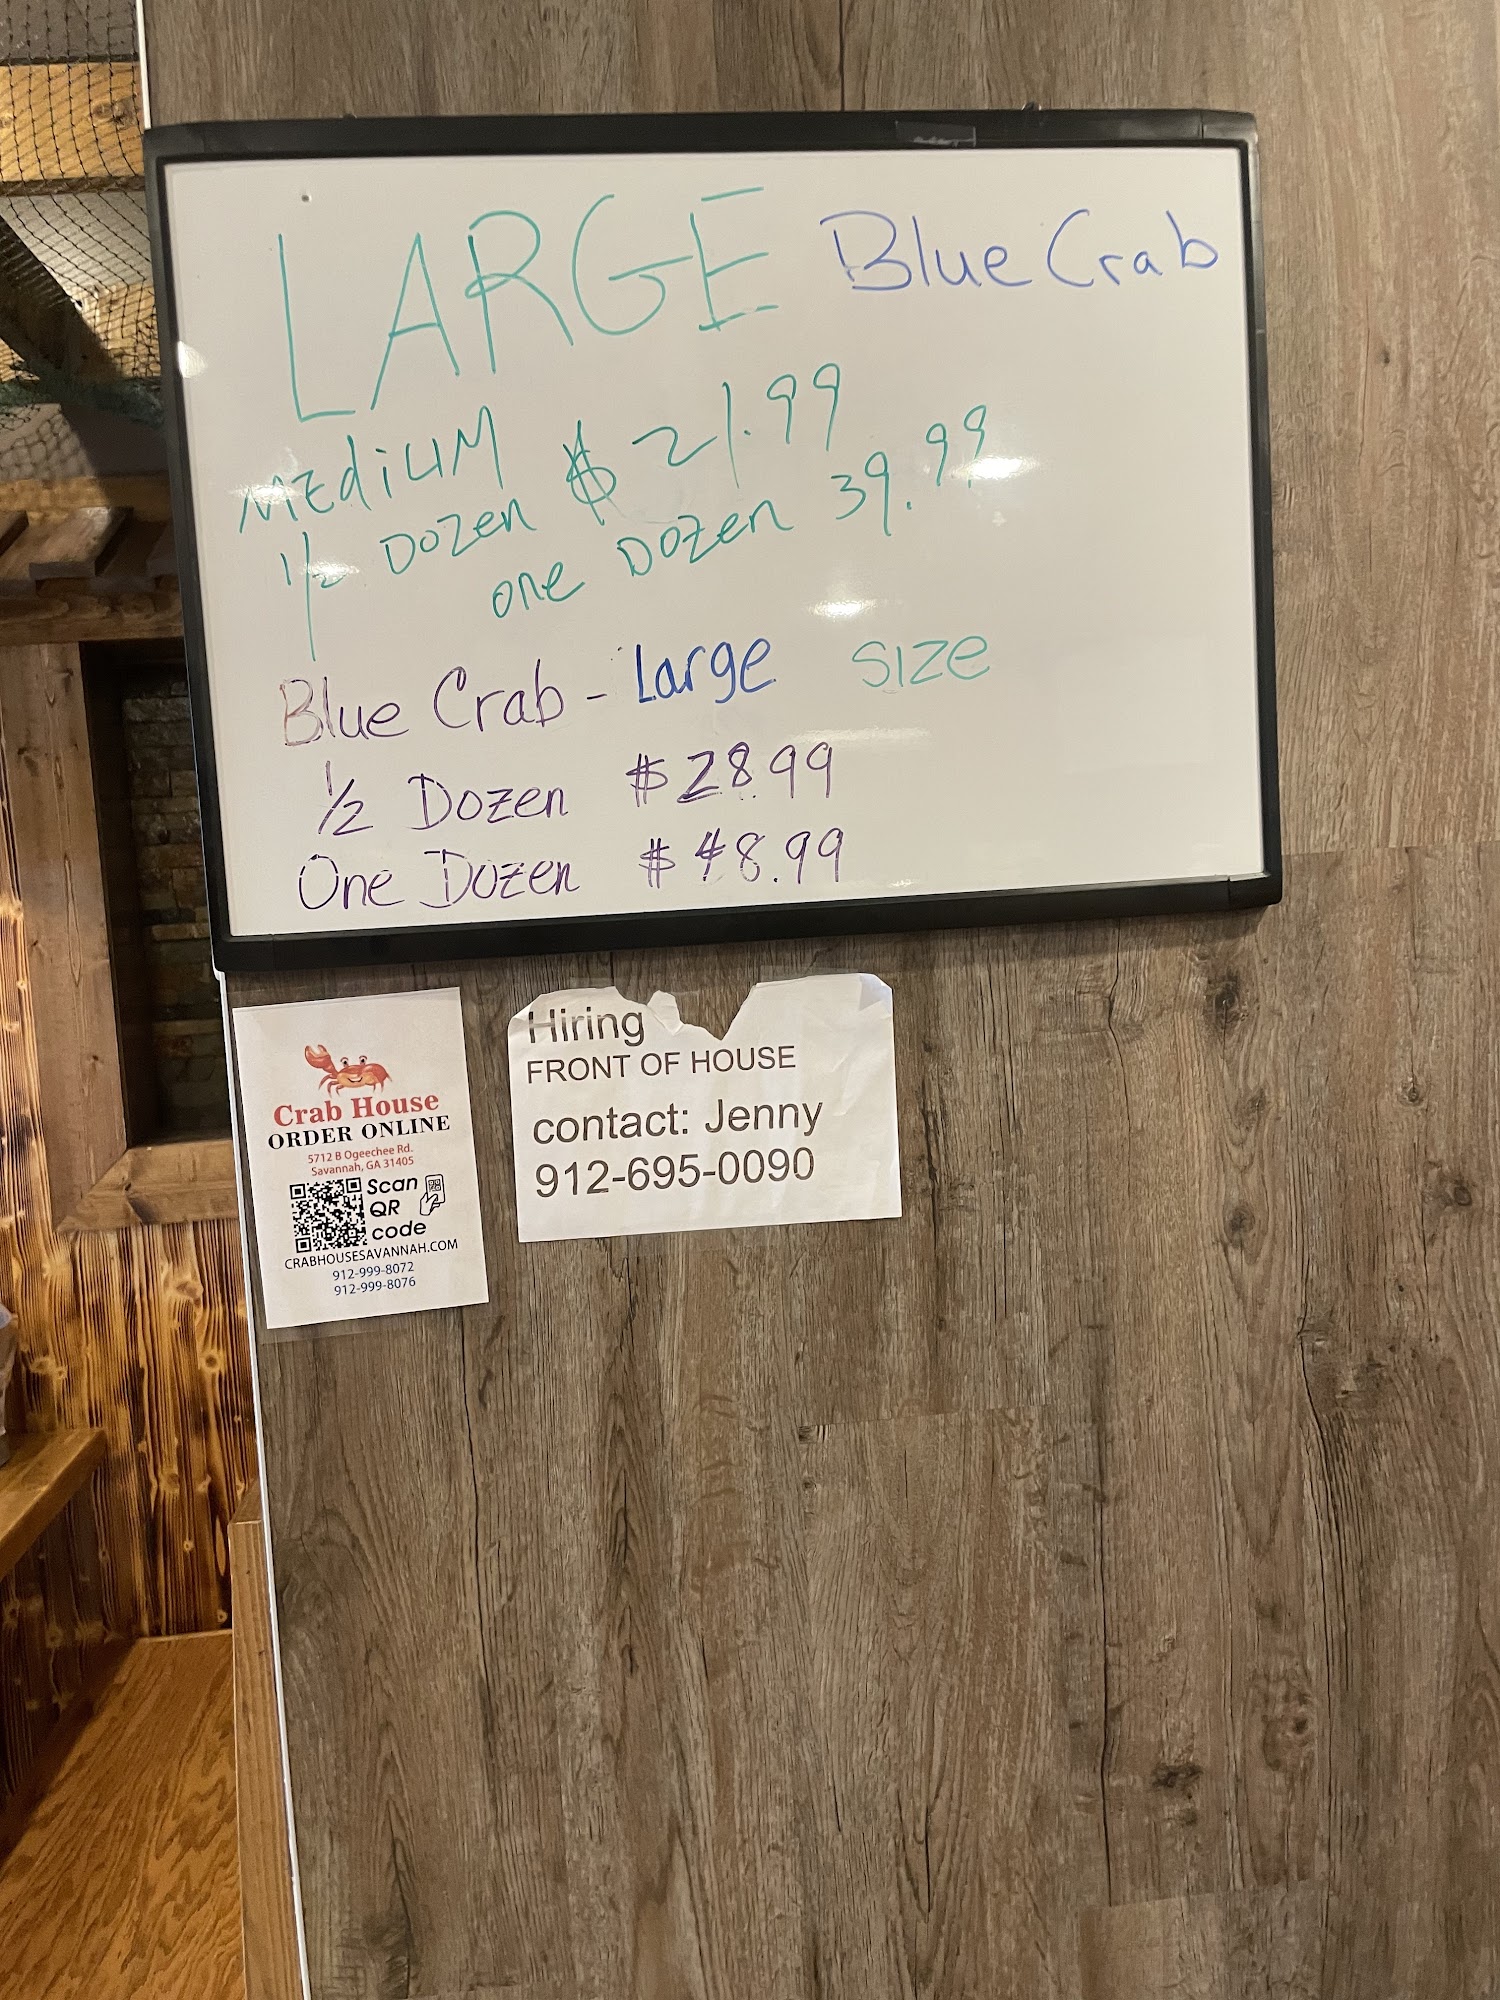 LARGE Blue Crab
MEdiUM
1/2 DOZen $ 21.99
one DOZen 39.99
Blue Crab - Large SIZE
1/2 Dozen $28.99
One Dozen $48.99
Crab House
ORDER ONLINE
5712 B Ogeechee Rd.
Savannah, GA 31405
Scan
QR
code
CRABHOUSESAVANNAH.COM
912-999-8072
912-999-8076
Hiring
FRONT OF HOUSE
contact: Jenny
912-695-0090